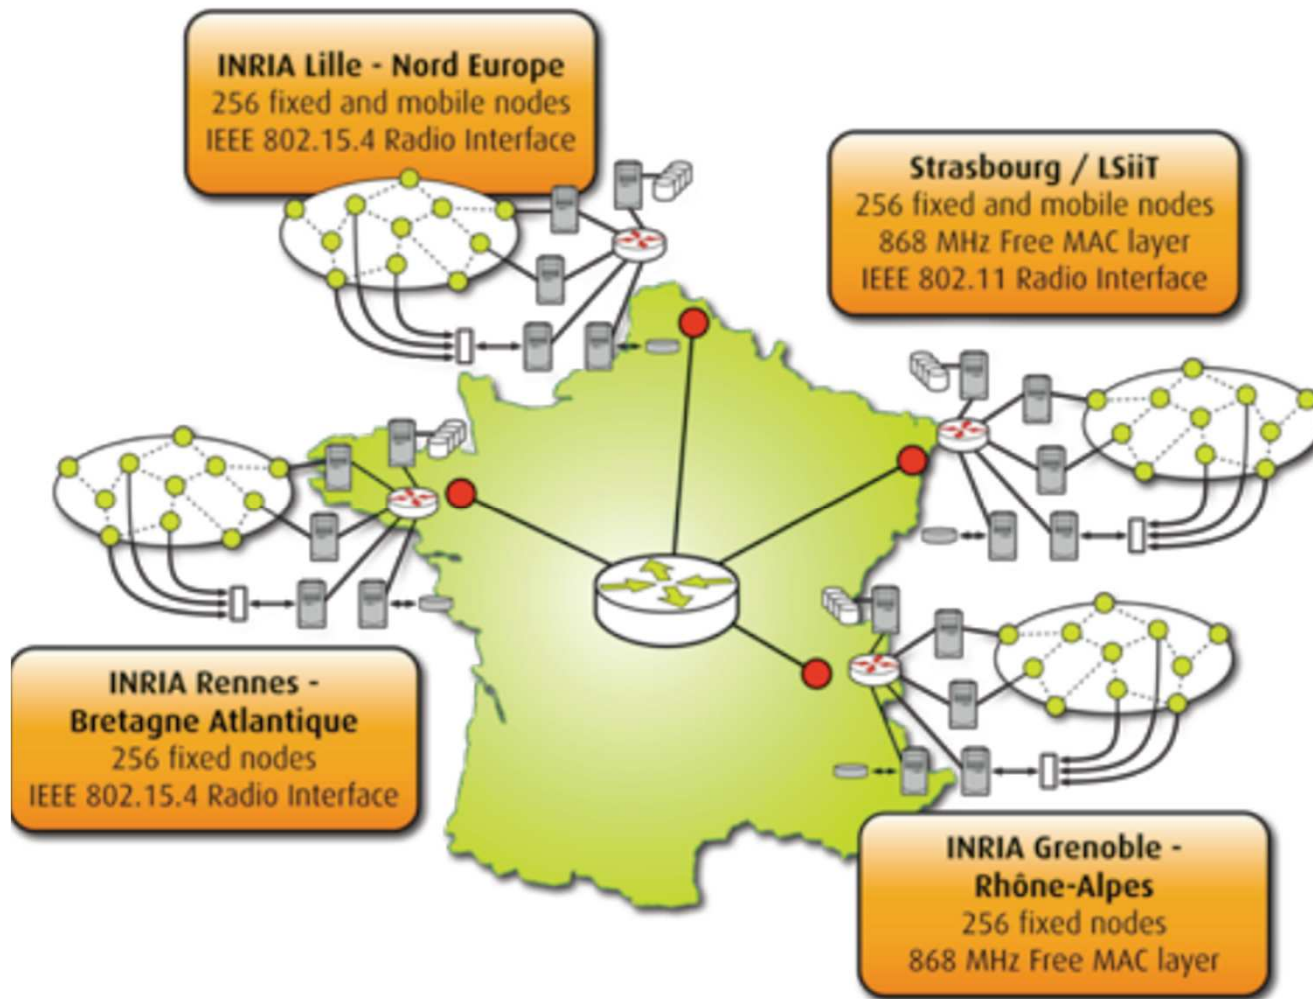 INRIA Lille - Nord Europe
256 fixed and mobile nodes
IEEE 802.15.4 Radio Interface
Strasbourg / LSiiT
256 fixed and mobile nodes
868 MHz Free MAC layer
IEEE 802.11 Radio Interface
INRIA Rennes -
Bretagne Atlantique
256 fixed nodes
IEEE 802.15.4 Radio Interface
INRIA Grenoble -
Rhône-Alpes
256 fixed nodes
868 MHz Free MAC layer